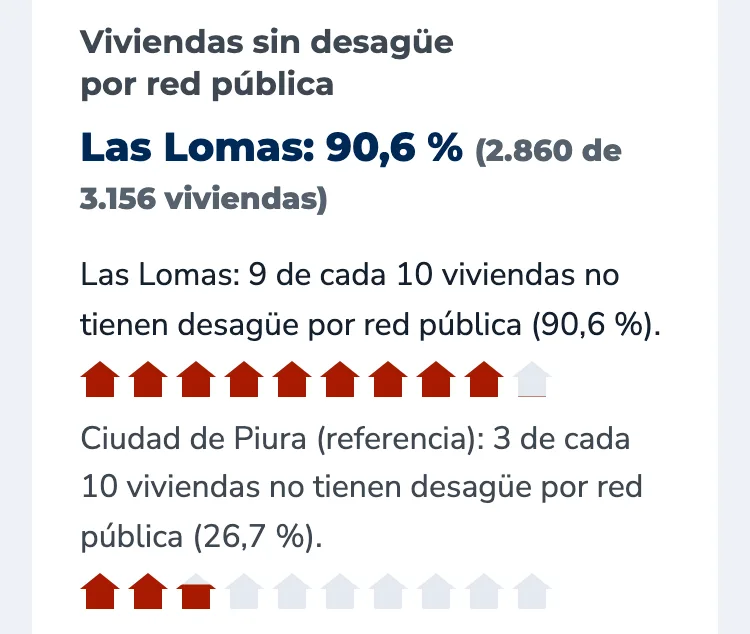 Viviendas sin desagüe
por red pública
Las Lomas: 90,6 % (2.860 de
3.156 viviendas)
Las Lomas: 9 de cada 10 viviendas no
tienen desagüe por red pública (90,6 %).
Ciudad de Piura (referencia): 3 de cada
10 viviendas no tienen desagüe por red
pública (26,7 %).